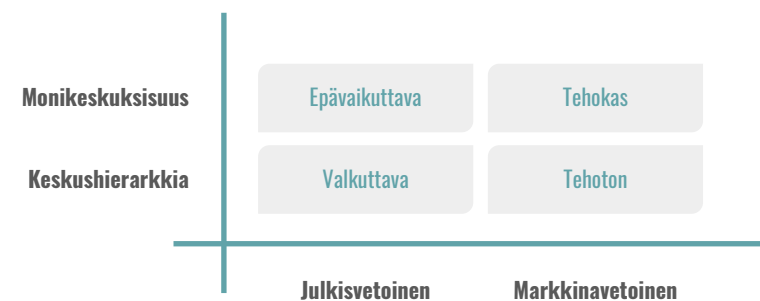 Monikeskuksisuus Epävaikuttava Tehokas
Keskushierarkkia Valkuttava Tehoton
Julkisvetoinen Markkinavetoinen